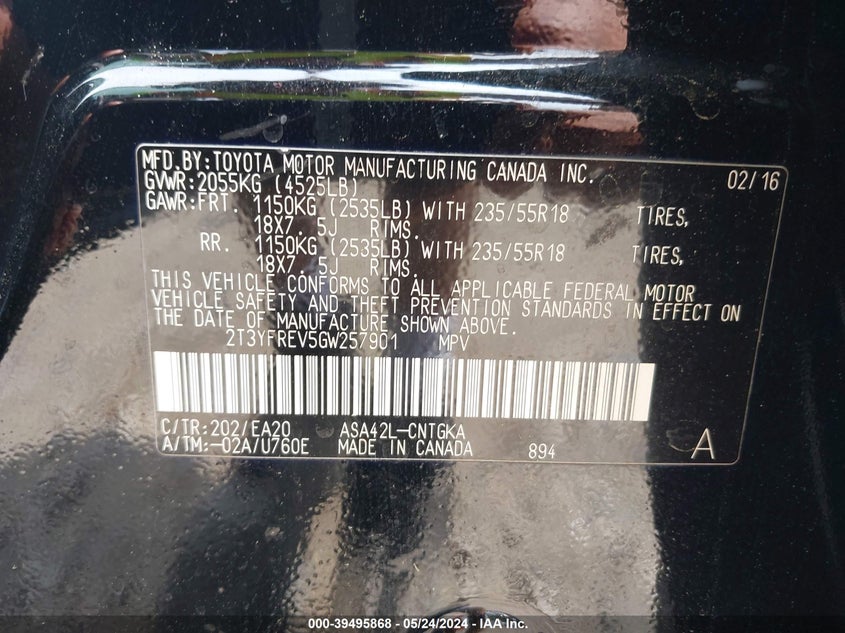 MFD.BY:TOYOTA MOTOR MANUFACTURING CANADA INC. 02/16
GVWR:2055KG (4525LB)
GAWR:FRT. 1150KG (2535LB) WITH 235/55R18 TIRES,
18X7. 5J RIMS.
RR. 1150KG (2535LB) WITH 235/55R18 TIRES,
18X7. 5J RIMS.
THIS VEHICLE CONFORMS TO ALL APPLICABLE FEDERAL MOTOR
VEHICLE SAFETY AND THEFT PREVENTION STANDARDS IN EFFECT ON
THE DATE OF MANUFACTURE SHOWN ABOVE.
2T3YFREV5GW257901 MPV
C/TR:202/EA20 ASA42L-CNTGKA
A/TM:-02A/U760E MADE IN CANADA 894 A
000-39495868 - 05/24/2024 - IAA Inc.